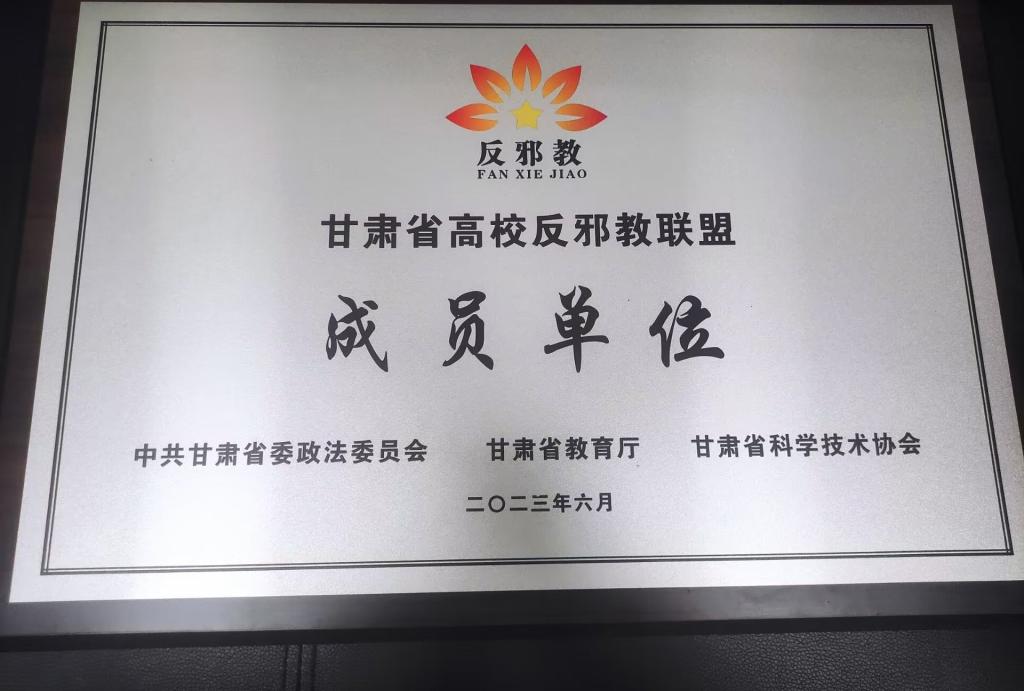 反邪教
FAN XIE JIAO
甘肃省高校反邪教联盟
成员单位
中共甘肃省委政法委员会 甘肃省教育厅 甘肃省科学技术协会
二〇二三年六月